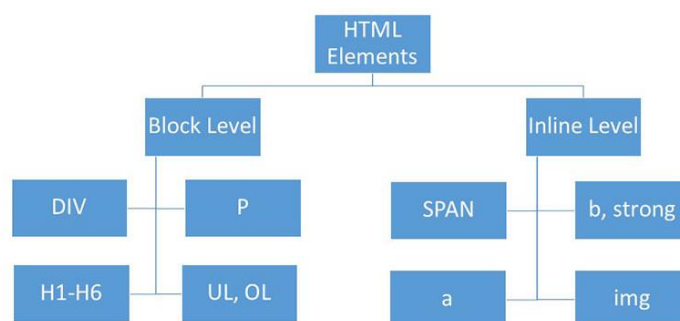 HTML
Elements
Block Level
Inline Level
DIV
P
SPAN
b, strong
H1-H6
UL, OL
a
img